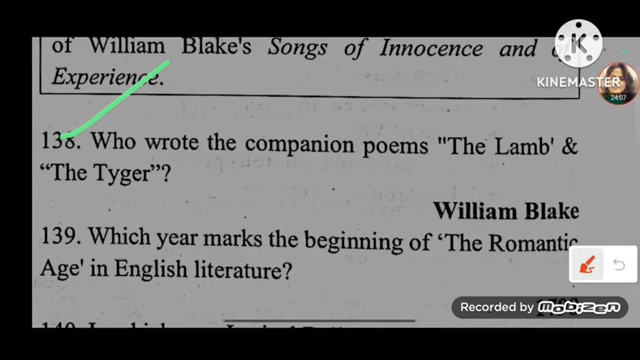 of William Blake's Songs of Innocence and of
Experience.
KINEMASTER
24:07
138. Who wrote the companion poems "The Lamb' &
“The Tyger”?
William Blake
139. Which year marks the beginning of ‘The Romantic
Age' in English literature?
Recorded by mobizen